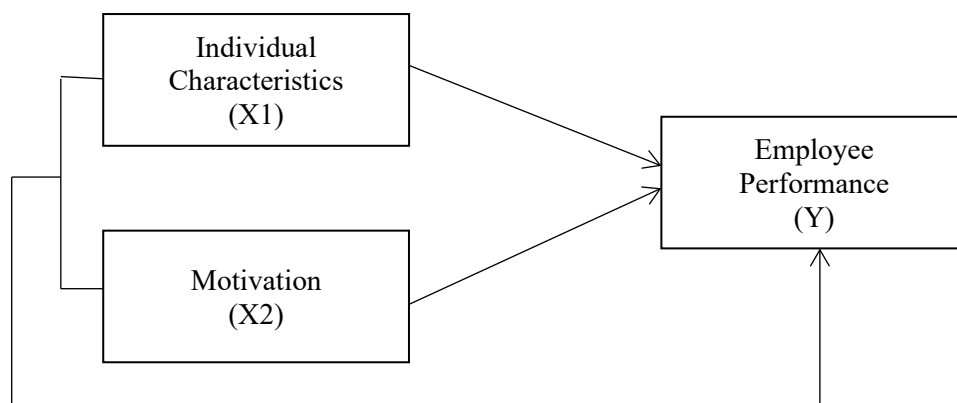 Individual
Characteristics
(X1)
Employee
Performance
(Y)
Motivation
(X2)